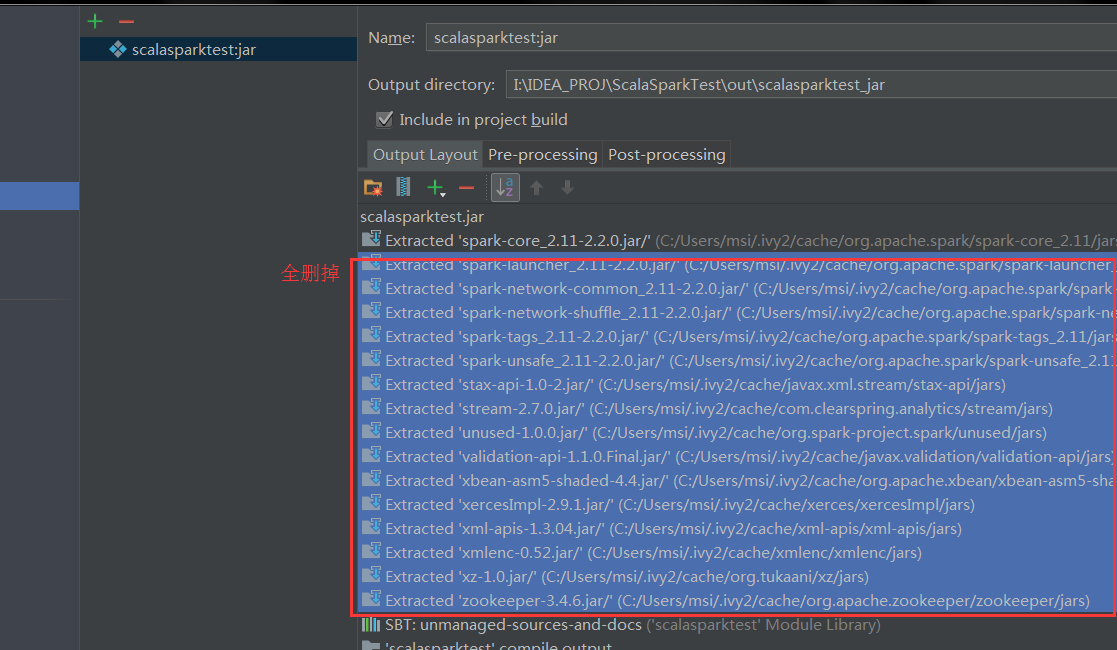 scalasparktest:jar
Name: scalasparktest:jar
Output directory: I:\IDEA_PROJ\ScalaSparkTest\out\scalasparktest_jar
Include in project build
Output Layout Pre-processing Post-processing
scalasparktest.jar
Extracted 'spark-core_2.11-2.2.0.jar/' (C:/Users/msi/.ivy2/cache/org.apache.spark/spark-core_2.11/jar
全删掉
Extracted 'spark-launcher_2.11-2.2.0.jar/' (C:/Users/msi/.ivy2/cache/org.apache.spark/spark-launcher_
Extracted 'spark-network-common_2.11-2.2.0.jar/' (C:/Users/msi/.ivy2/cache/org.apache.spark/spark-
Extracted 'spark-network-shuffle_2.11-2.2.0.jar/' (C:/Users/msi/.ivy2/cache/org.apache.spark/spark-ne
Extracted 'spark-tags_2.11-2.2.0.jar/' (C:/Users/msi/.ivy2/cache/org.apache.spark/spark-tags_2.11/jars
Extracted 'spark-unsafe_2.11-2.2.0.jar/' (C:/Users/msi/.ivy2/cache/org.apache.spark/spark-unsafe_2.11
Extracted 'stax-api-1.0-2.jar/' (C:/Users/msi/.ivy2/cache/javax.xml.stream/stax-api/jars)
Extracted 'stream-2.7.0.jar/' (C:/Users/msi/.ivy2/cache/com.clearspring.analytics/stream/jars)
Extracted 'unused-1.0.0.jar/' (C:/Users/msi/.ivy2/cache/org.spark-project.spark/unused/jars)
Extracted 'validation-api-1.1.0.Final.jar/' (C:/Users/msi/.ivy2/cache/javax.validation/validation-api/jars)
Extracted 'xbean-asm5-shaded-4.4.jar/' (C:/Users/msi/.ivy2/cache/org.apache.xbean/xbean-asm5-sha
Extracted 'xercesImpl-2.9.1.jar/' (C:/Users/msi/.ivy2/cache/xerces/xercesImpl/jars)
Extracted 'xml-apis-1.3.04.jar/' (C:/Users/msi/.ivy2/cache/xml-apis/xml-apis/jars)
Extracted 'xmlenc-0.52.jar/' (C:/Users/msi/.ivy2/cache/xmlenc/xmlenc/jars)
Extracted 'xz-1.0.jar/' (C:/Users/msi/.ivy2/cache/org.tukaani/xz/jars)
Extracted 'zookeeper-3.4.6.jar/' (C:/Users/msi/.ivy2/cache/org.apache.zookeeper/zookeeper/jars)
SBT: unmanaged-sources-and-docs ('scalasparktest' Module Library)
'scalasparktest' compile output